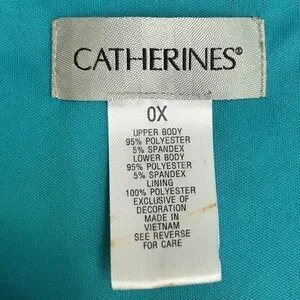 CATHERINES®
0X
UPPER BODY
95% POLYESTER
5% SPANDEX
LOWER BODY
95% POLYESTER
5% SPANDEX
LINING
100% POLYESTER
EXCLUSIVE OF
DECORATION
MADE IN
VIETNAM
SEE REVERSE
FOR CARE